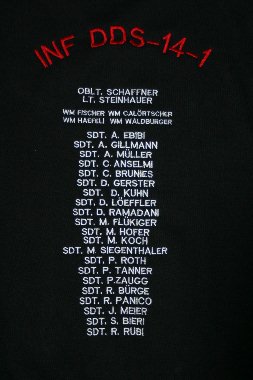 INF DDS-14-1
OBLT. SCHAFFNER
LT. STEINHAUER
WM FISCHER WM CALÖRTSCHER
WM HAEFELI WM WALDBURGER
SDT. A. EBIBI
SDT. A. GILLMANN
SDT. A. MÜLLER
SDT. C. ANSELMI
SDT. C. BRUNIES
SDT. D. GERSTER
SDT. D. KUHN
SDT. D. LÖEFFLER
SDT. D. RAMADANI
SDT. M. FLÜKIGER
SDT. M. HOFER
SDT. M. KOCH
SDT. M. SIEGENTHALER
SDT. P. ROTH
SDT. P. TANNER
SDT. P.ZAUGG
SDT. R. BÜRGE
SDT. R. PANICO
SDT. J. MEIER
SDT. S. BIERI
SDT. R. RUBI